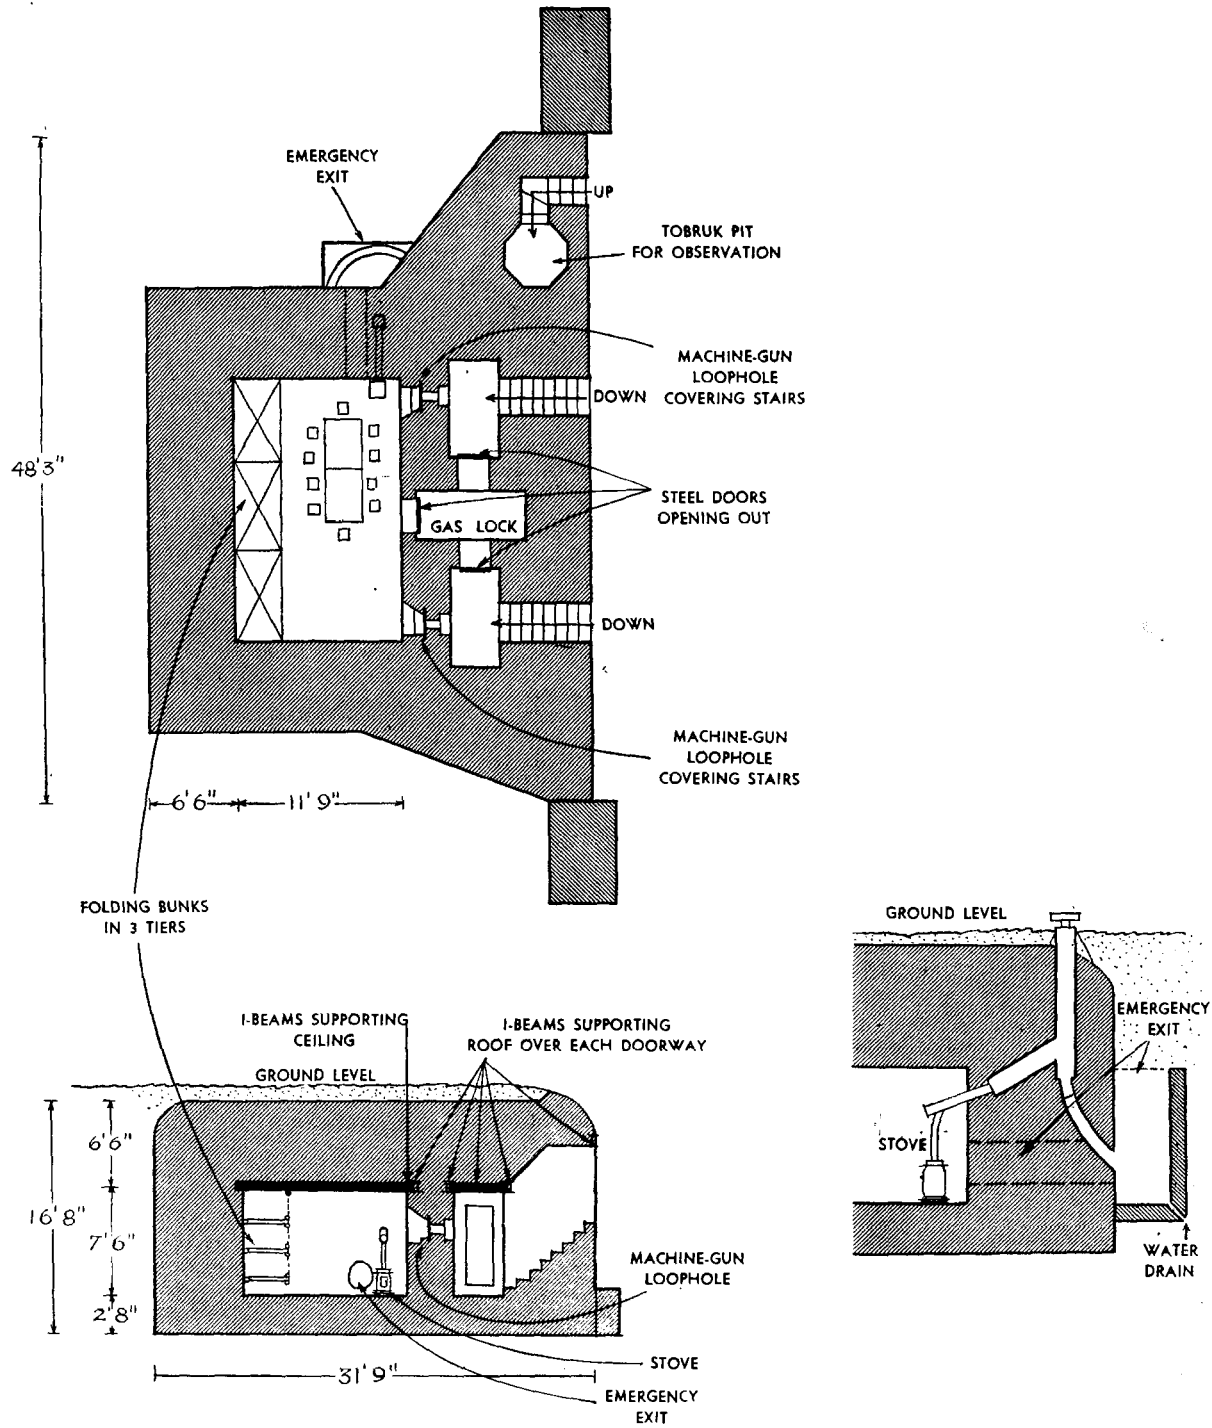 EMERGENCY
EXIT
UP
TOBRUK PIT
FOR OBSERVATION
MACHINE-GUN
LOOPHOLE
COVERING STAIRS
DOWN
48'3"
STEEL DOORS
OPENING OUT
GAS LOCK
DOWN
MACHINE-GUN
LOOPHOLE
COVERING STAIRS
6'6"
11'9"
FOLDING BUNKS
IN 3 TIERS
GROUND LEVEL
EMERGENCY
EXIT
STOVE
WATER
DRAIN
I-BEAMS SUPPORTING
CEILING
I-BEAMS SUPPORTING
ROOF OVER EACH DOORWAY
GROUND LEVEL
6'6"
16'8"
7'6"
2'8"
MACHINE-GUN
LOOPHOLE
STOVE
31'9"
EMERGENCY
EXIT